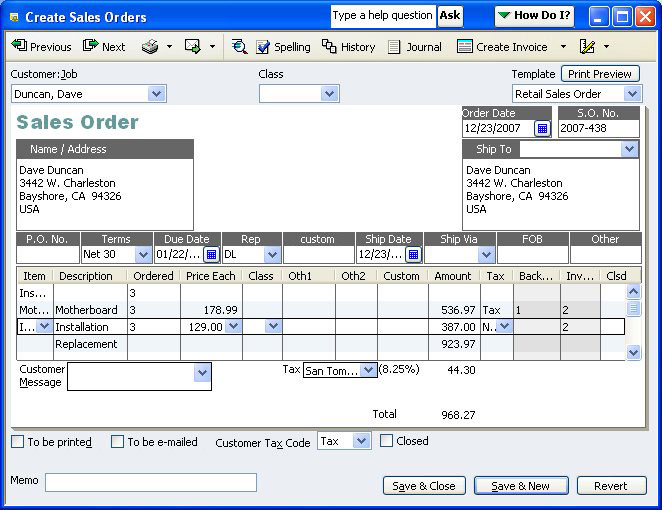 Create Sales Orders
Type a help question Ask How Do I?
Previous Next Spelling History Journal Create Invoice
Customer:Job Class Template Print Preview
Duncan, Dave Retail Sales Order
Sales Order
Order Date S.O. No.
12/23/2007 2007-438
Name / Address Ship To
Dave Duncan Dave Duncan
3442 W. Charleston 3442 W. Charleston
Bayshore, CA 94326 Bayshore, CA 94326
USA USA
P.O. No. Terms Due Date Rep custom Ship Date Ship Via FOB Other
Net 30 01/22/... DL 12/23/...
Item Description Ordered Price Each Class Oth1 Oth2 Custom Amount Tax Back... Inv... Clsd
Ins... 3
Mot... Motherboard 3 178.99 536.97 Tax 1 2
I... Installation 3 129.00 387.00 N... 2
Replacement 923.97
Customer Message Tax San Tom... (8.25%) 44.30
Total 968.27
To be printed To be e-mailed Customer Tax Code Tax Closed
Memo Save & Close Save & New Revert